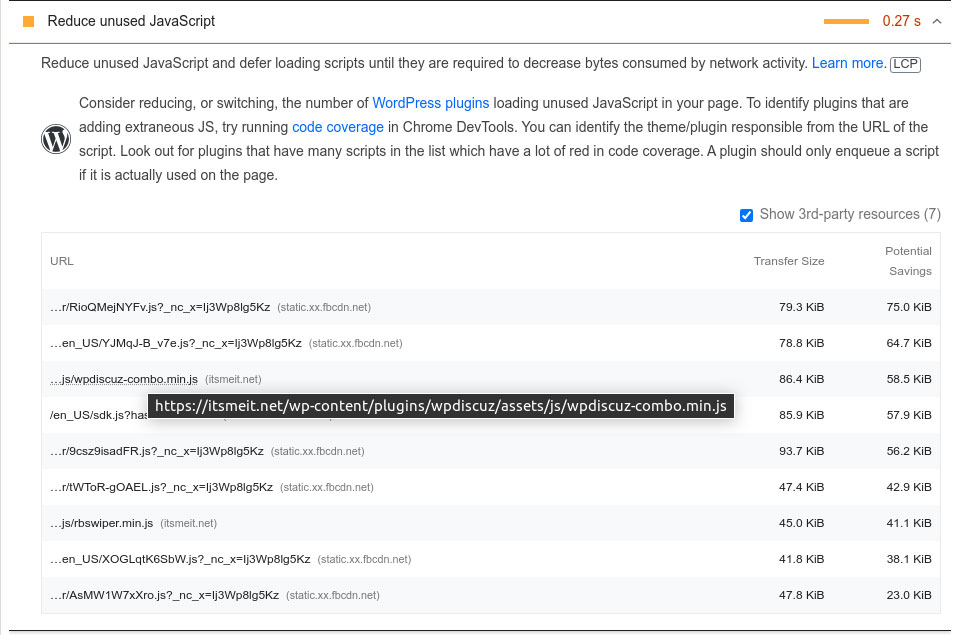 Reduce unused JavaScript 0.27 s
Reduce unused JavaScript and defer loading scripts until they are required to decrease bytes consumed by network activity. Learn more. LCP
Consider reducing, or switching, the number of WordPress plugins loading unused JavaScript in your page. To identify plugins that are
adding extraneous JS, try running code coverage in Chrome DevTools. You can identify the theme/plugin responsible from the URL of the
script. Look out for plugins that have many scripts in the list which have a lot of red in code coverage. A plugin should only enqueue a script
if it is actually used on the page.
Show 3rd-party resources (7)
URL Transfer Size Potential Savings
…r/RioQMejNYFv.js?_nc_x=Ij3Wp8lg5Kz (static.xx.fbcdn.net) 79.3 KiB 75.0 KiB
…en_US/YJMqJ-B_v7e.js?_nc_x=Ij3Wp8lg5Kz (static.xx.fbcdn.net) 78.8 KiB 64.7 KiB
…js/wpdiscuz-combo.min.js (itsmeit.net) 86.4 KiB 58.5 KiB
https://itsmeit.net/wp-content/plugins/wpdiscuz/assets/js/wpdiscuz-combo.min.js
/en_US/sdk.js?has 85.9 KiB 57.9 KiB
…r/9csz9isadFR.js?_nc_x=Ij3Wp8lg5Kz (static.xx.fbcdn.net) 93.7 KiB 56.2 KiB
…r/tWToR-gOAEL.js?_nc_x=Ij3Wp8lg5Kz (static.xx.fbcdn.net) 47.4 KiB 42.9 KiB
…js/rbswiper.min.js (itsmeit.net) 45.0 KiB 41.1 KiB
…en_US/XOGLqtK6SbW.js?_nc_x=Ij3Wp8lg5Kz (static.xx.fbcdn.net) 41.8 KiB 38.1 KiB
…r/AsMW1W7xXro.js?_nc_x=Ij3Wp8lg5Kz (static.xx.fbcdn.net) 47.8 KiB 23.0 KiB